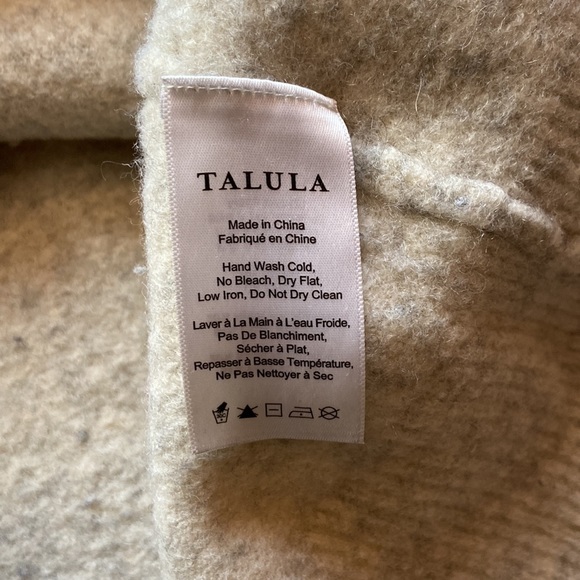 TALULA
Made in China
Fabriqué en Chine
Hand Wash Cold,
No Bleach, Dry Flat,
Low Iron, Do Not Dry Clean
Laver à La Main à L'eau Froide,
Pas De Blanchiment,
Sécher à Plat,
Repasser à Basse Température,
Ne Pas Nettoyer à Sec